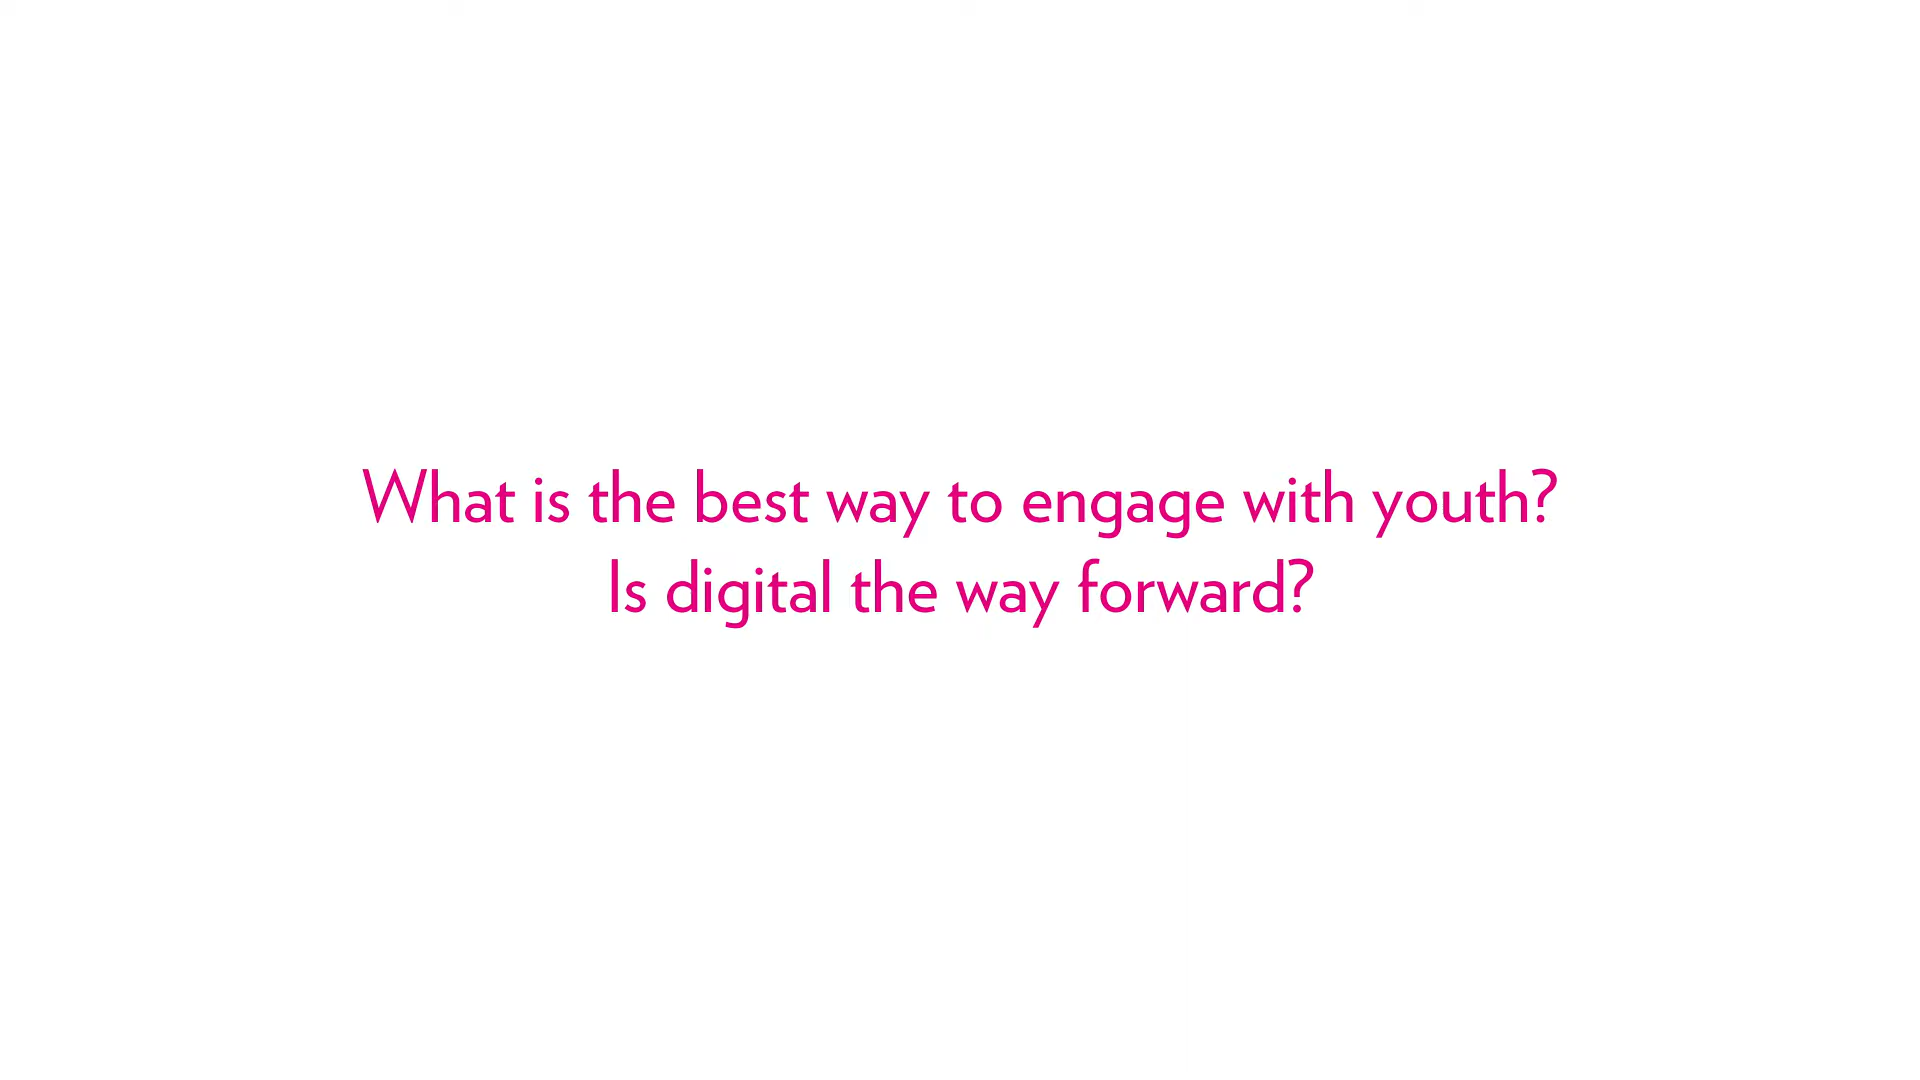 What is the best way to engage with youth?
Is digital the way forward?